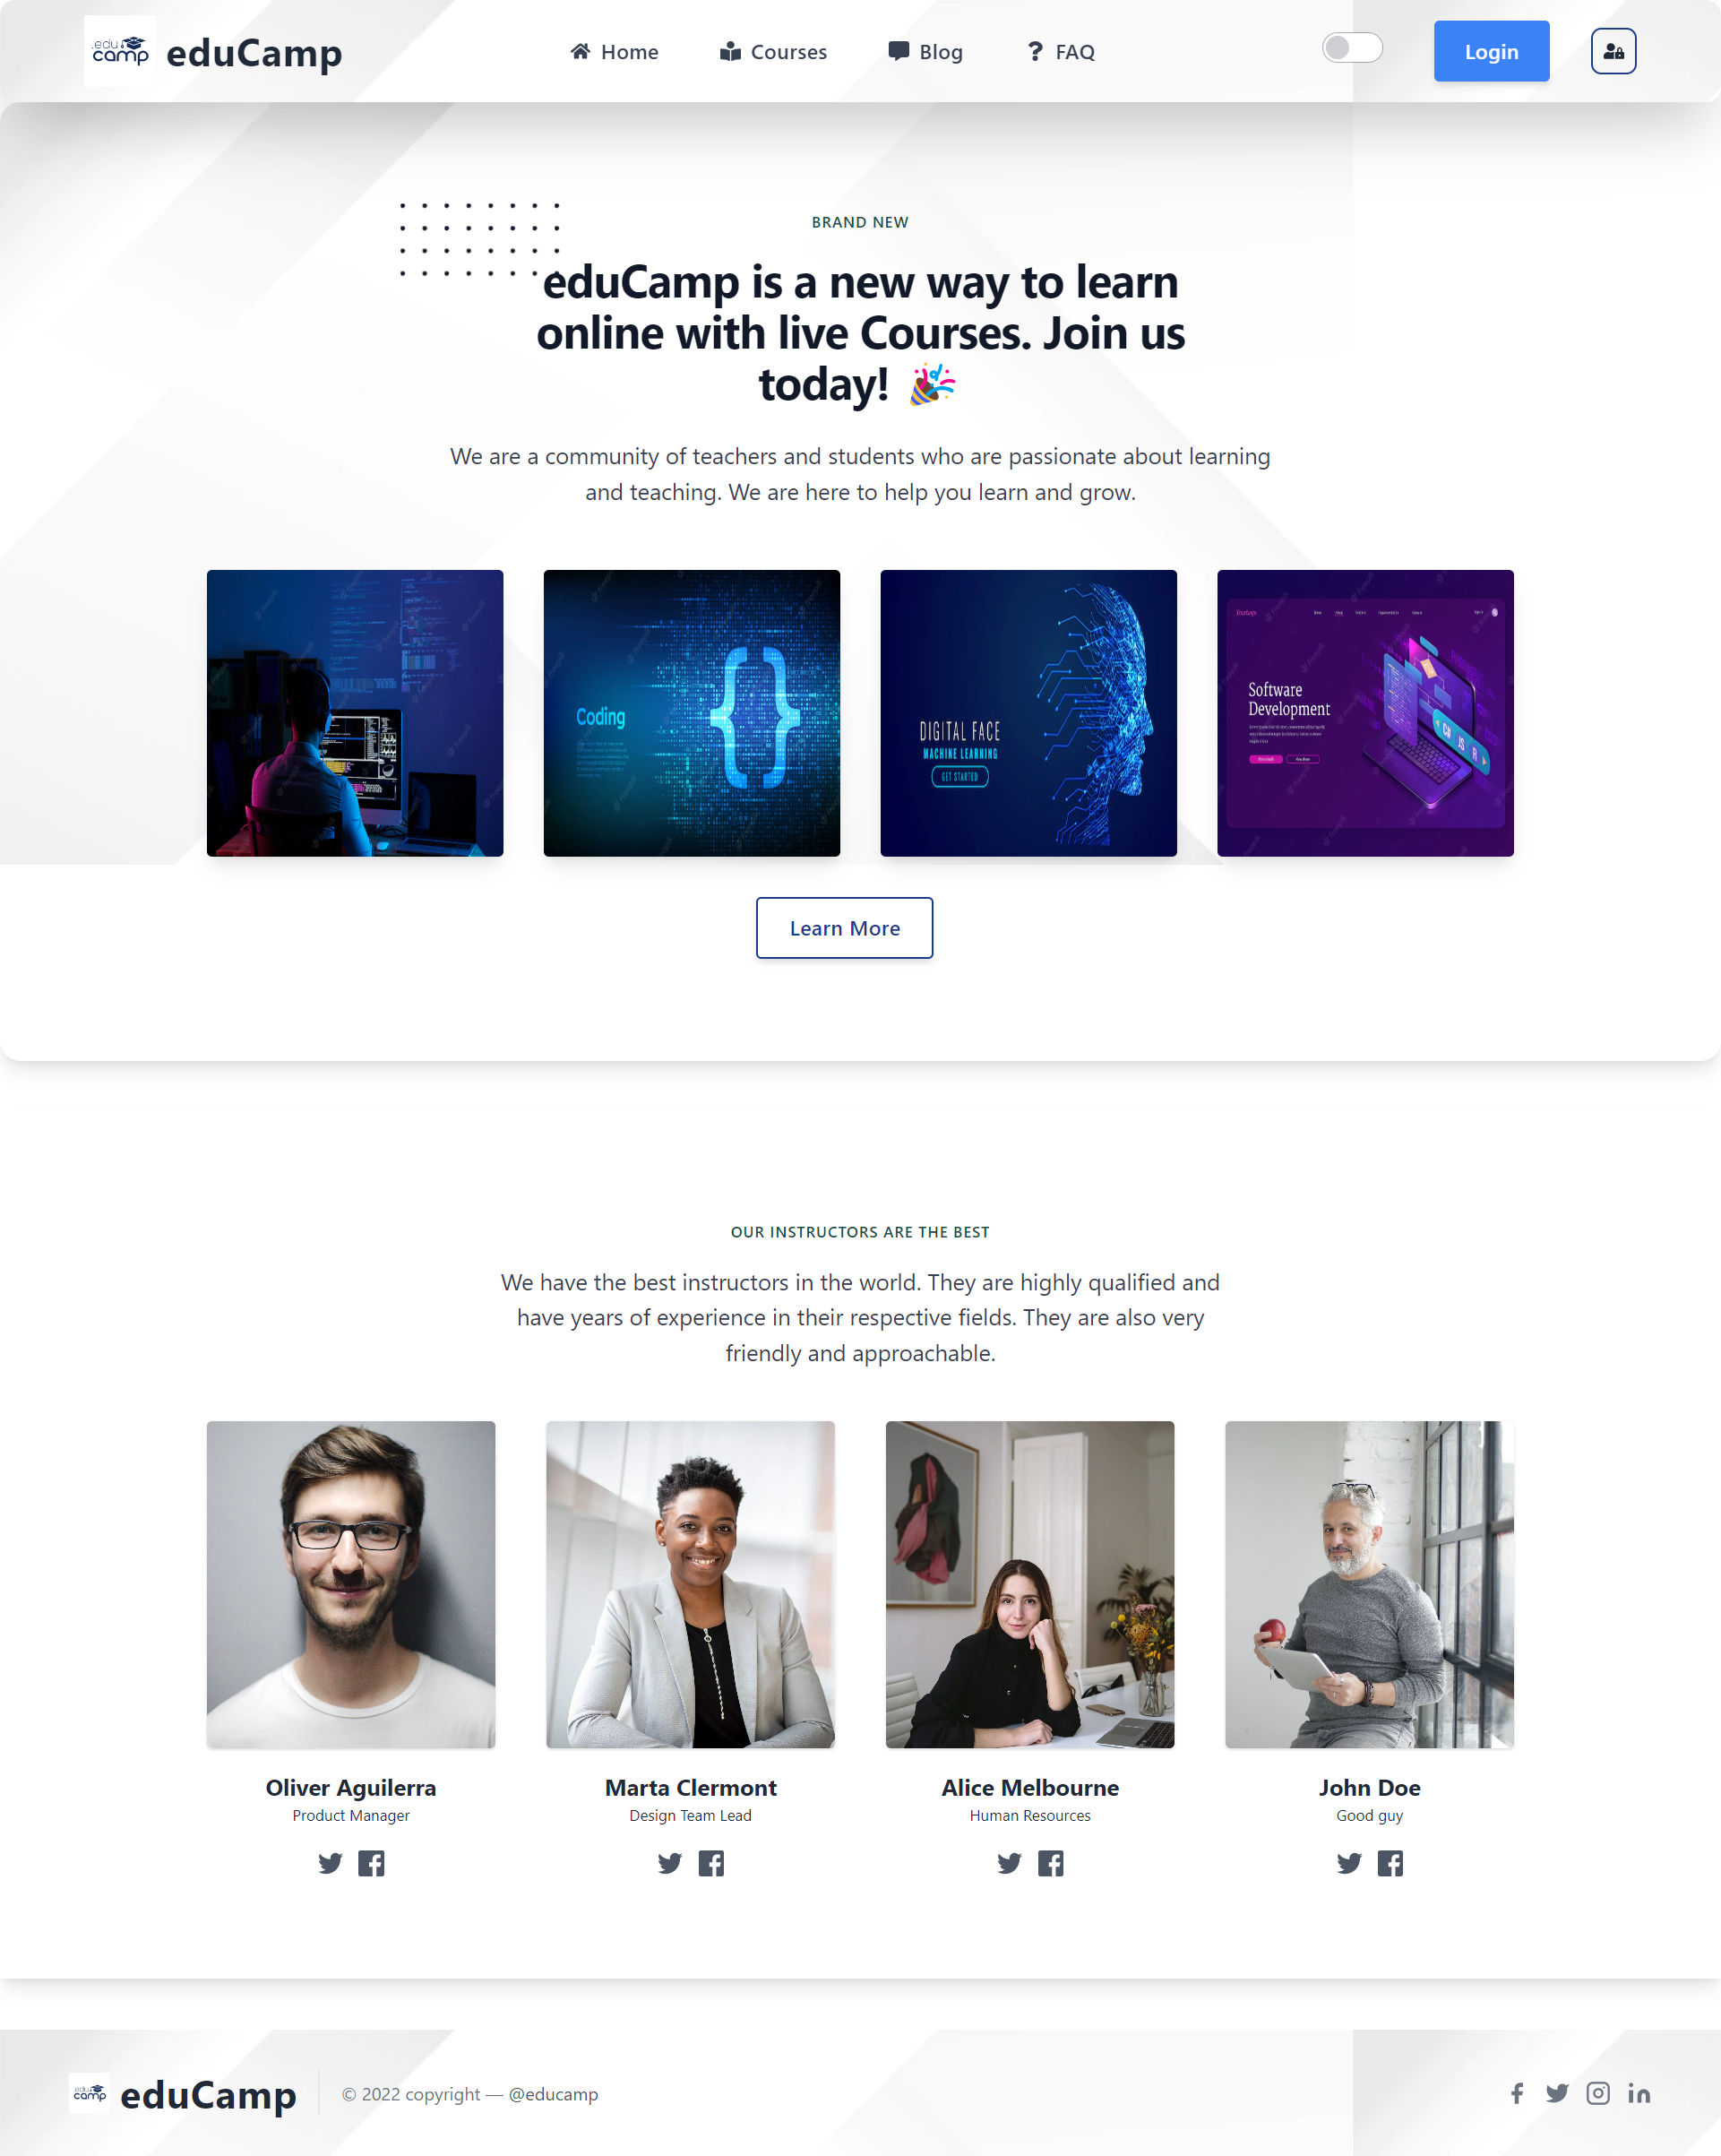 .edu
camp
eduCamp
Home
Courses
Blog
FAQ
Login
BRAND NEW
eduCamp is a new way to learn
online with live Courses. Join us
today! 🎉
We are a community of teachers and students who are passionate about learning
and teaching. We are here to help you learn and grow.
Coding
DIGITAL FACE
MACHINE LEARNING
GET STARTED
YourLogo
Software
Development
C#
JS
R
Learn More
OUR INSTRUCTORS ARE THE BEST
We have the best instructors in the world. They are highly qualified and
have years of experience in their respective fields. They are also very
friendly and approachable.
Oliver Aguilerra
Product Manager
Marta Clermont
Design Team Lead
Alice Melbourne
Human Resources
John Doe
Good guy
.edu
camp
eduCamp
© 2022 copyright — @educamp